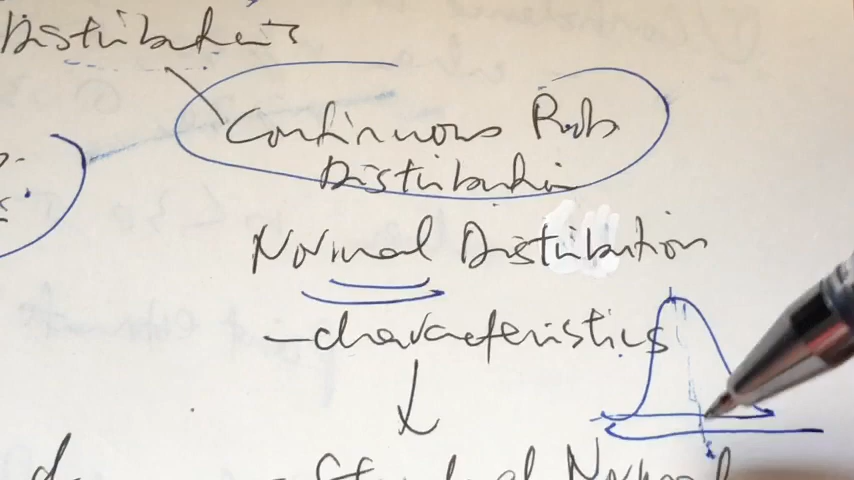 Distributions
Continuous Prob
Distribution
Normal Distribution
- characteristics
Standard Normal